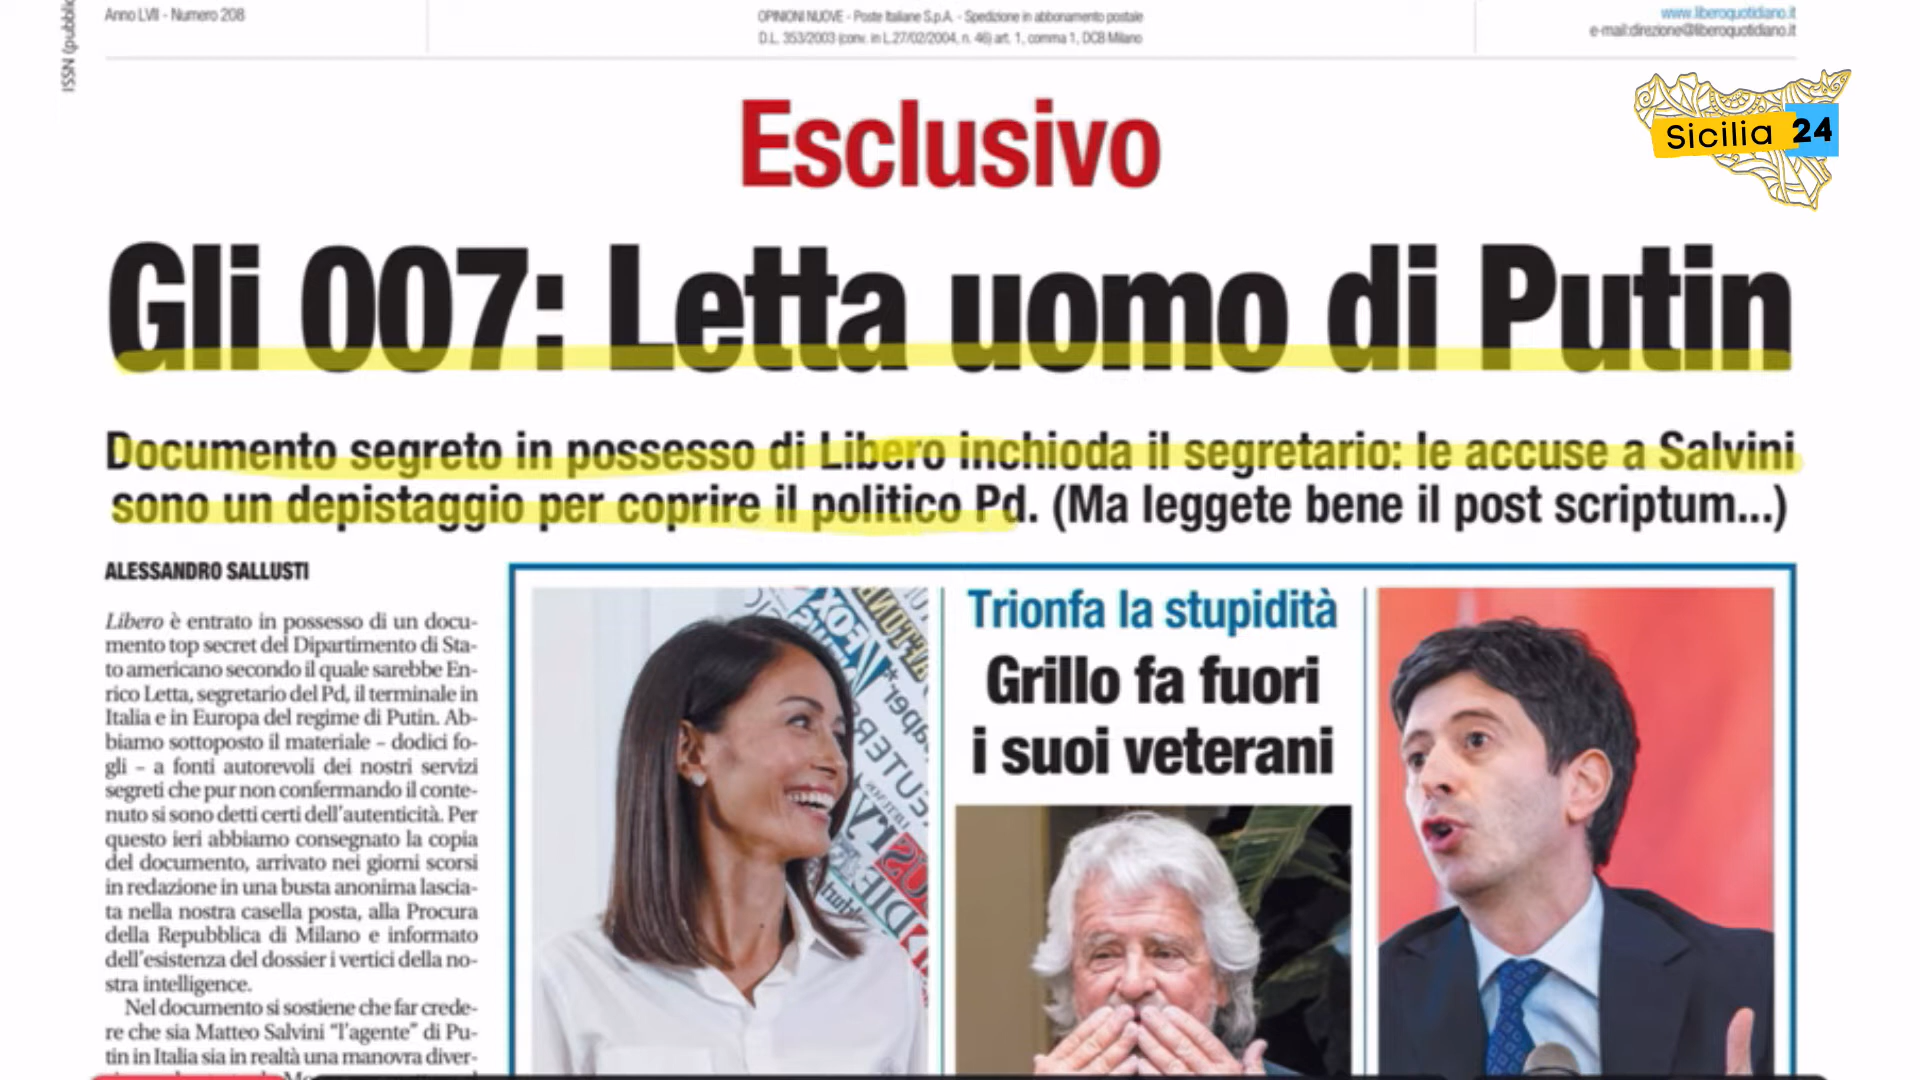 Anno LVII - Numero 208
OPINIONI NUOVE - Poste Italiane S.p.A. - Spedizione in abbonamento postale
D.L. 353/2003 (conv. in L.27/02/2004, n. 46) art. 1, comma 1, DCB Milano
www.liberoquotidiano.it
e-mail:direzione@liberoquotidiano.it
ISSN
Sicilia 24
Esclusivo
Gli 007: Letta uomo di Putin
Documento segreto in possesso di Libero inchioda il segretario: le accuse a Salvini
sono un depistaggio per coprire il politico Pd. (Ma leggete bene il post scriptum...)
ALESSANDRO SALLUSTI
Libero è entrato in possesso di un docu-
mento top secret del Dipartimento di Sta-
to americano secondo il quale sarebbe En-
rico Letta, segretario del Pd, il terminale in
Italia e in Europa del regime di Putin. Ab-
biamo sottoposto il materiale – dodici fo-
gli – a fonti autorevoli dei nostri servizi
segreti che pur non confermando il conte-
nuto si sono detti certi dell'autenticità. Per
questo ieri abbiamo consegnato la copia
del documento, arrivato nei giorni scorsi
in redazione in una busta anonima lascia-
ta nella nostra casella posta, alla Procura
della Repubblica di Milano e informato
dell'esistenza del dossier i vertici della no-
stra intelligence.
Nel documento si sostiene che far crede-
re che sia Matteo Salvini "l'agente" di Pu-
tin in Italia sia in realtà una manovra diver-
Trionfa la stupidità
Grillo fa fuori
i suoi veterani